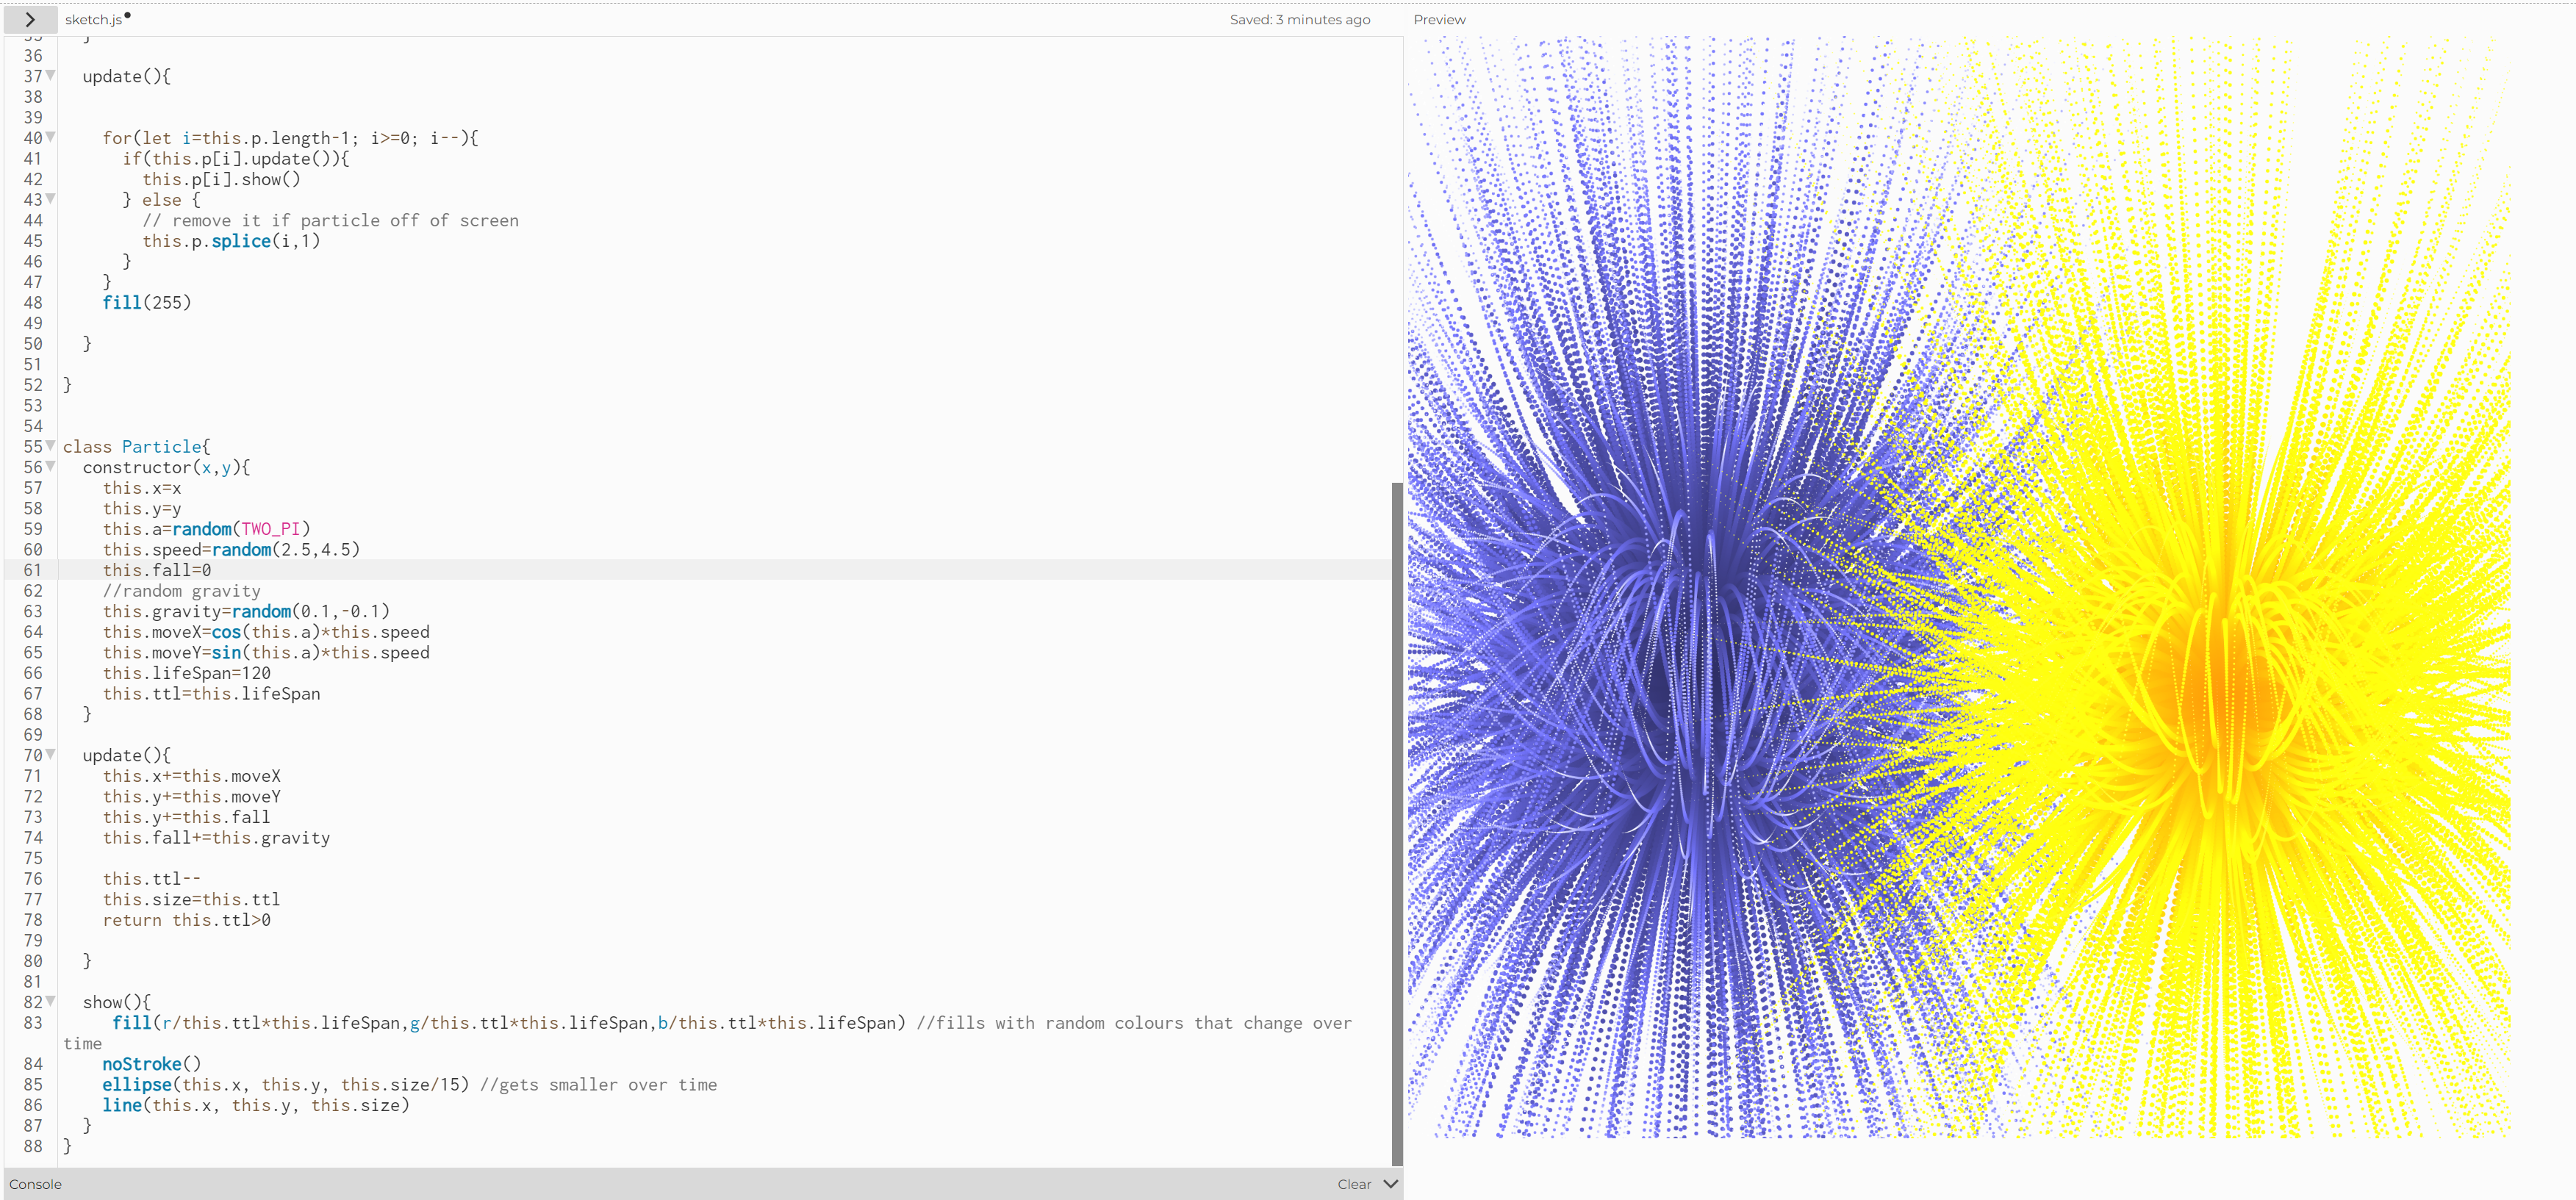 sketch.js
Saved: 3 minutes ago
Preview
35 }
36
37 update(){
38
39
40 for(let i=this.p.length-1; i>=0; i--){
41 if(this.p[i].update()){
42 this.p[i].show()
43 } else {
44 // remove it if particle off of screen
45 this.p.splice(i,1)
46 }
47 }
48 fill(255)
49
50 }
51
52 }
53
54
55 class Particle{
56 constructor(x,y){
57 this.x=x
58 this.y=y
59 this.a=random(TWO_PI)
60 this.speed=random(2.5,4.5)
61 this.fall=0
62 //random gravity
63 this.gravity=random(0.1,-0.1)
64 this.moveX=cos(this.a)*this.speed
65 this.moveY=sin(this.a)*this.speed
66 this.lifeSpan=120
67 this.ttl=this.lifeSpan
68 }
69
70 update(){
71 this.x+=this.moveX
72 this.y+=this.moveY
73 this.y+=this.fall
74 this.fall+=this.gravity
75
76 this.ttl--
77 this.size=this.ttl
78 return this.ttl>0
79
80 }
81
82 show(){
83 fill(r/this.ttl*this.lifeSpan,g/this.ttl*this.lifeSpan,b/this.ttl*this.lifeSpan) //fills with random colours that change over
time
84 noStroke()
85 ellipse(this.x, this.y, this.size/15) //gets smaller over time
86 line(this.x, this.y, this.size)
87 }
88 }
Console
Clear